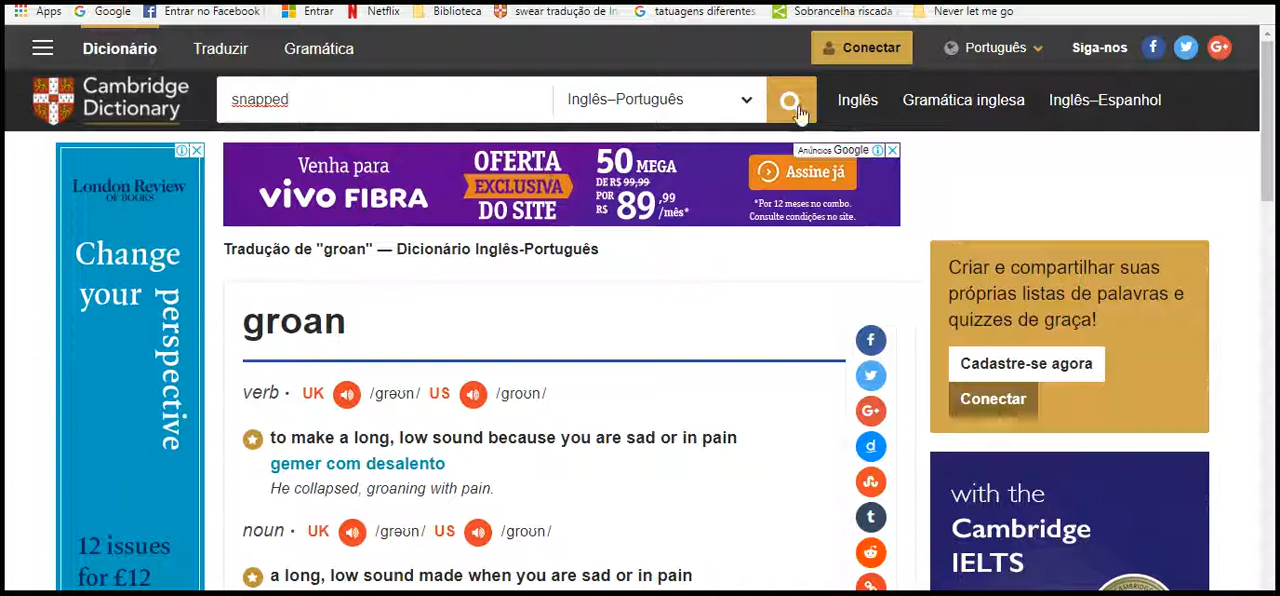 Apps Google Entrar no Facebook Entrar Netflix Biblioteca swear tradução de In tatuagens diferentes Sobrancelha riscada Never let me go
Dicionário Traduzir Gramática Conectar Português Siga-nos
Cambridge
Dictionary
snapped Inglês–Português Inglês Gramática inglesa Inglês–Espanhol
London Review
OF BOOKS
Change
your
perspective
12 issues
for £12
Anúncios Google
Venha para
vivo FIBRA
OFERTA
EXCLUSIVA
DO SITE
50 MEGA
DE R$ 99,99
POR
R$ 89,99
/mês*
Assine já
*Por 12 meses no combo.
Consulte condições no site.
Tradução de "groan" — Dicionário Inglês-Português
groan
verb · UK /ɡrəʊn/ US /ɡroʊn/
to make a long, low sound because you are sad or in pain
gemer com desalento
He collapsed, groaning with pain.
noun · UK /ɡrəʊn/ US /ɡroʊn/
a long, low sound made when you are sad or in pain
Criar e compartilhar suas
próprias listas de palavras e
quizzes de graça!
Cadastre-se agora
Conectar
with the
Cambridge
IELTS
CAMBRIDGE